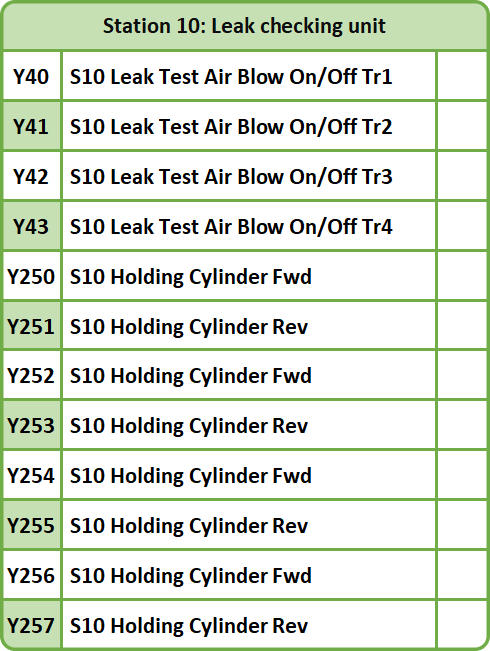 Station 10: Leak checking unit
Y40 S10 Leak Test Air Blow On/Off Tr1
Y41 S10 Leak Test Air Blow On/Off Tr2
Y42 S10 Leak Test Air Blow On/Off Tr3
Y43 S10 Leak Test Air Blow On/Off Tr4
Y250 S10 Holding Cylinder Fwd
Y251 S10 Holding Cylinder Rev
Y252 S10 Holding Cylinder Fwd
Y253 S10 Holding Cylinder Rev
Y254 S10 Holding Cylinder Fwd
Y255 S10 Holding Cylinder Rev
Y256 S10 Holding Cylinder Fwd
Y257 S10 Holding Cylinder Rev